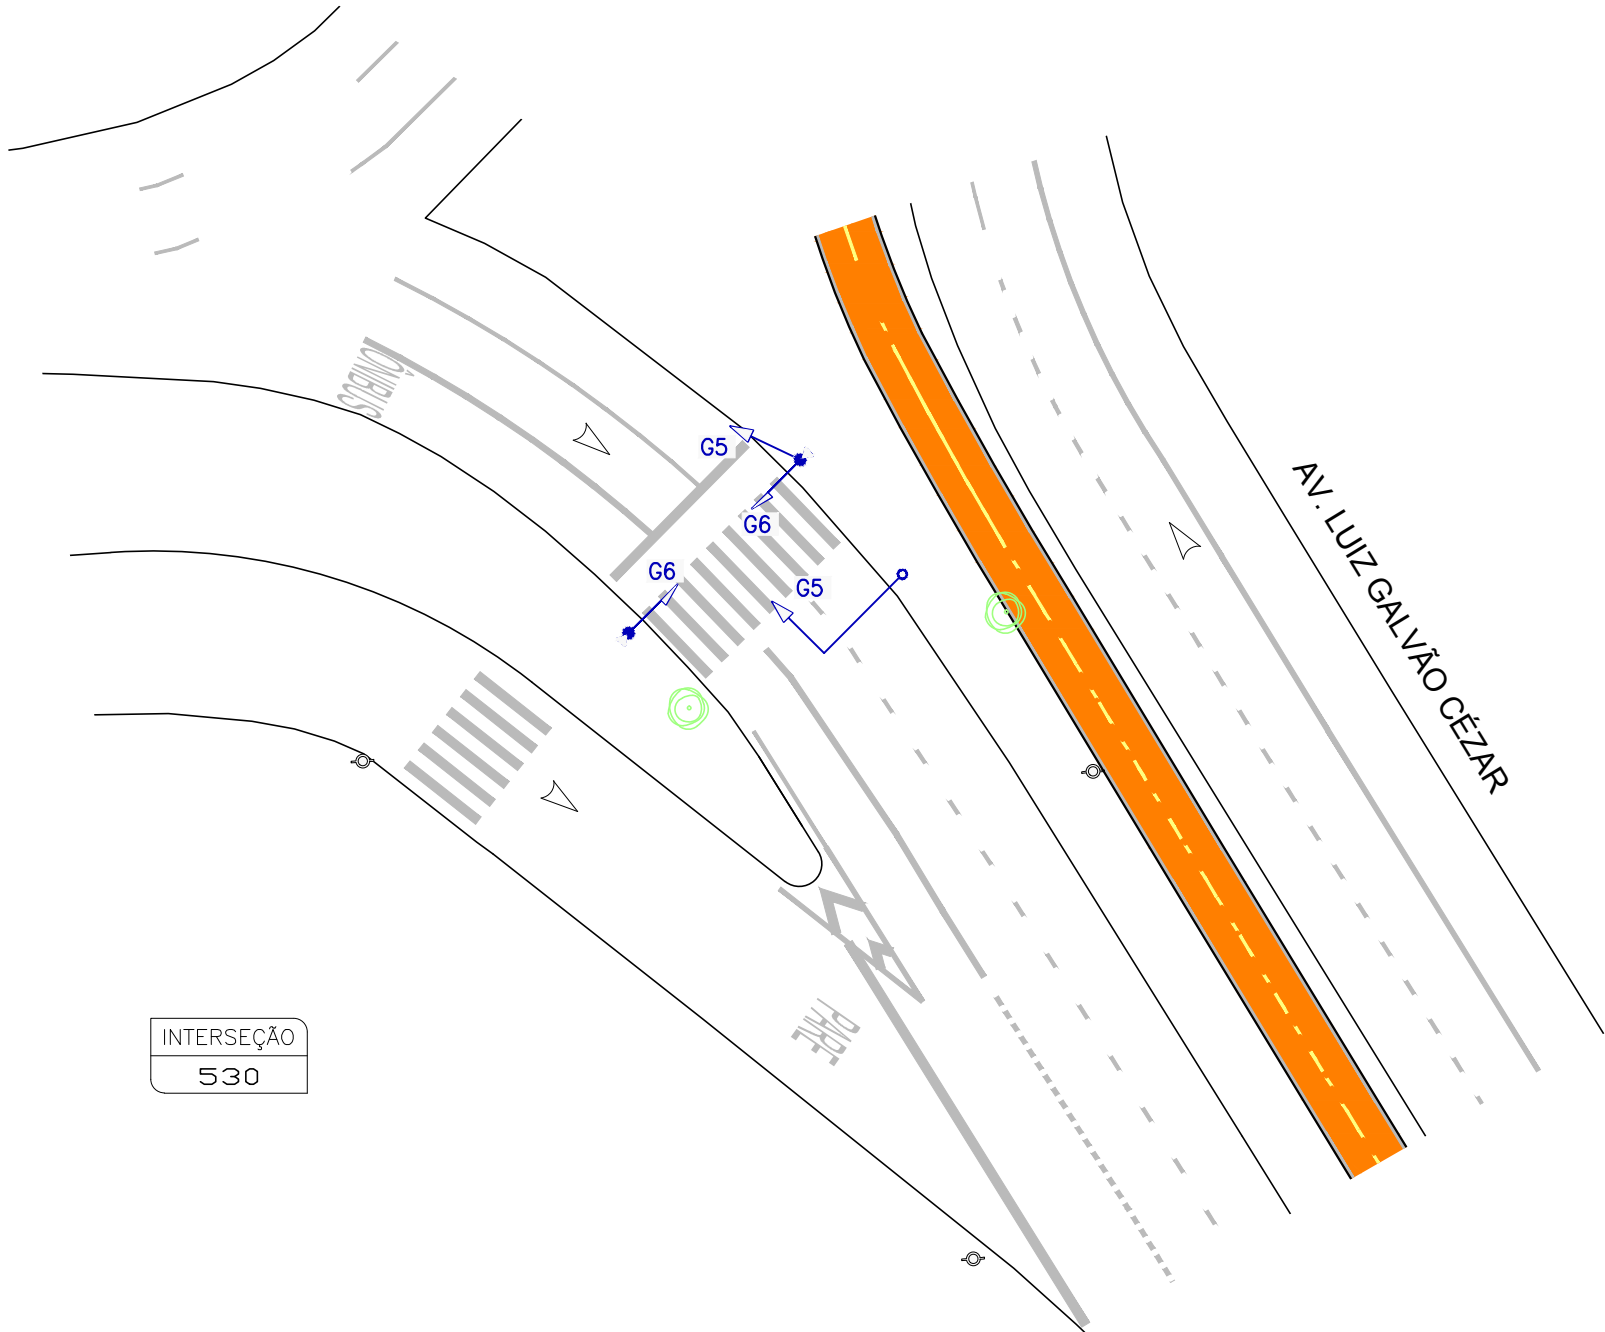 ÔNIBUS
G5
G6
G6
G5
AV. LUIZ GALVÃO CÉZAR
PARE
INTERSEÇÃO
530